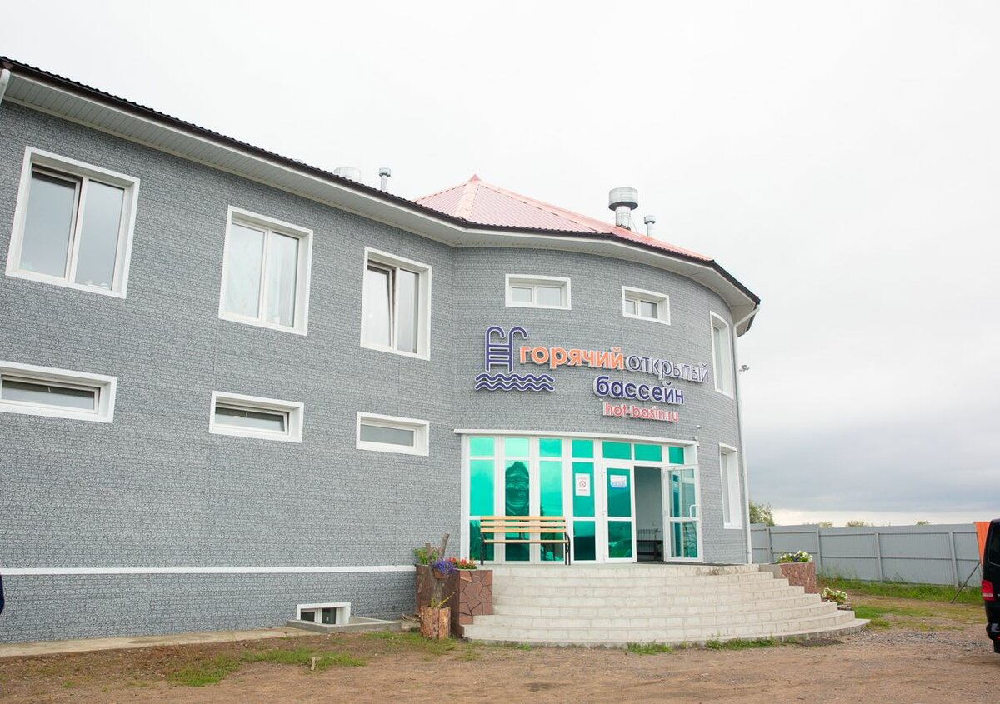 горячий открытый
бассейн
hot-basin.ru